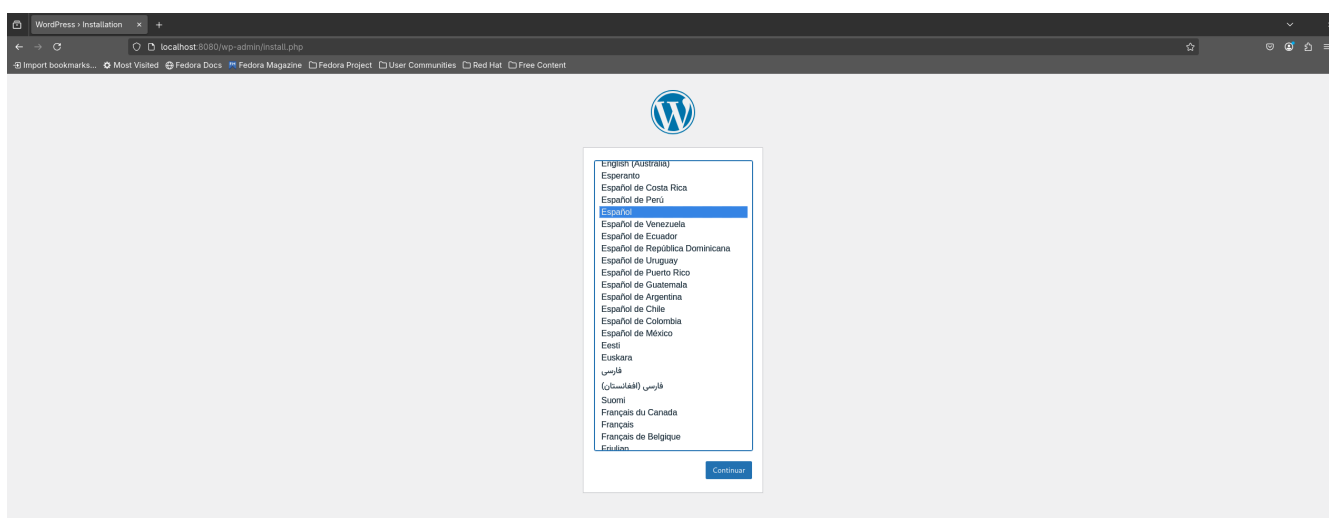 WordPress › Installation
localhost:8080/wp-admin/install.php
Import bookmarks... Most Visited Fedora Docs Fedora Magazine Fedora Project User Communities Red Hat Free Content
English (Australia)
Esperanto
Español de Costa Rica
Español de Perú
Español
Español de Venezuela
Español de Ecuador
Español de República Dominicana
Español de Uruguay
Español de Puerto Rico
Español de Guatemala
Español de Argentina
Español de Chile
Español de Colombia
Español de México
Eesti
Euskara
فارسی
فارسی (افغانستان)
Suomi
Français du Canada
Français
Français de Belgique
Friulian
Continuar